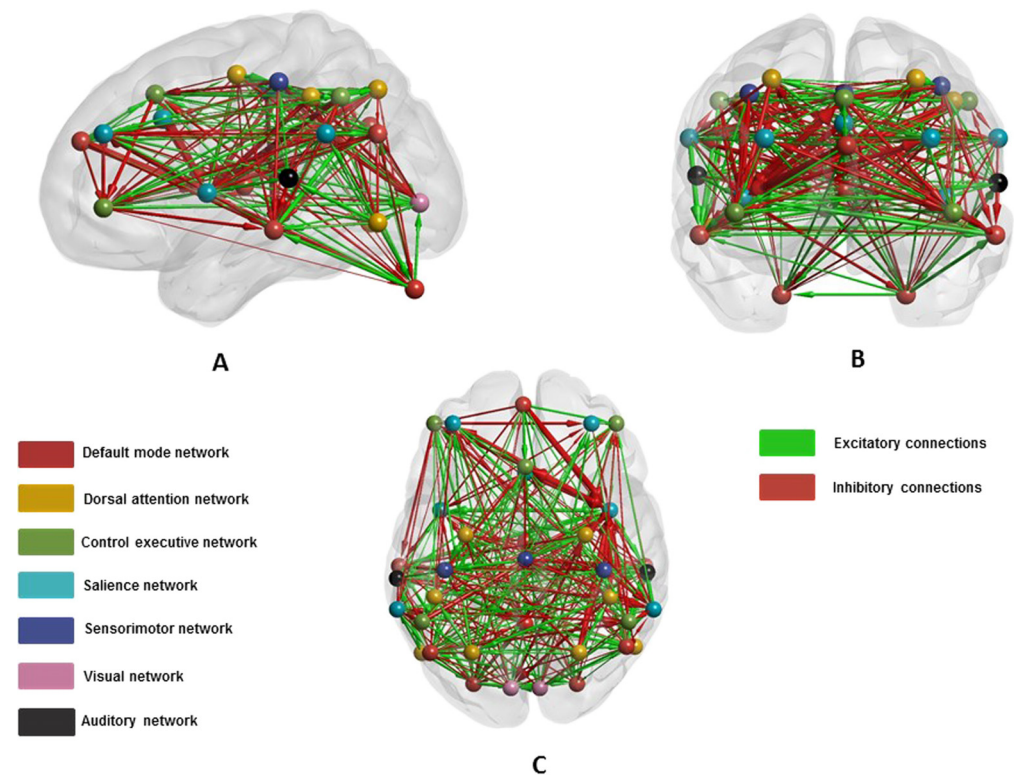 A
B
Default mode network
Dorsal attention network
Control executive network
Salience network
Sensorimotor network
Visual network
Auditory network
Excitatory connections
Inhibitory connections
C